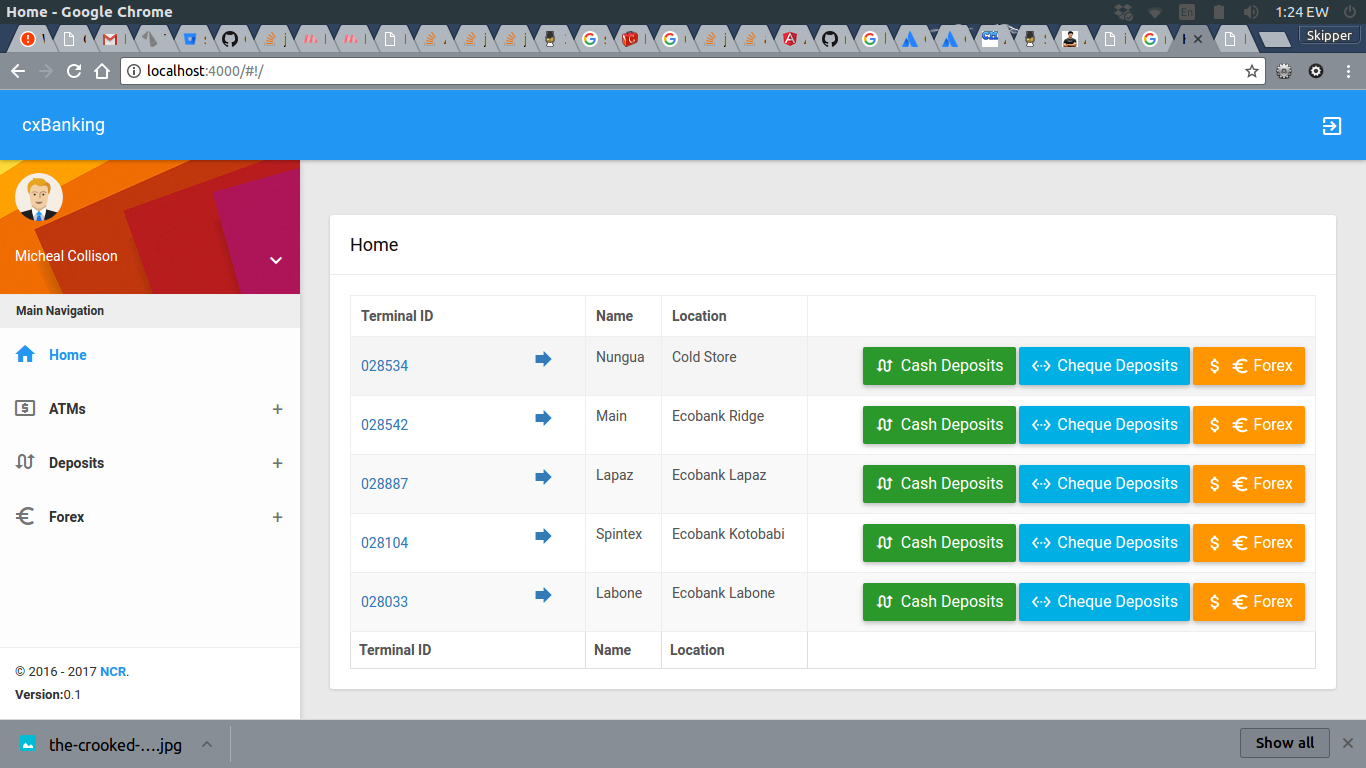 Home - Google Chrome
En
1:24 EW
Skipper
localhost:4000/#!/
cxBanking
Micheal Collison
Main Navigation
Home
ATMs +
Deposits +
Forex +
© 2016 - 2017 NCR.
Version:0.1
Home
Terminal ID Name Location
028534 Nungua Cold Store Cash Deposits Cheque Deposits $ € Forex
028542 Main Ecobank Ridge Cash Deposits Cheque Deposits $ € Forex
028887 Lapaz Ecobank Lapaz Cash Deposits Cheque Deposits $ € Forex
028104 Spintex Ecobank Kotobabi Cash Deposits Cheque Deposits $ € Forex
028033 Labone Ecobank Labone Cash Deposits Cheque Deposits $ € Forex
Terminal ID Name Location
the-crooked-....jpg
Show all